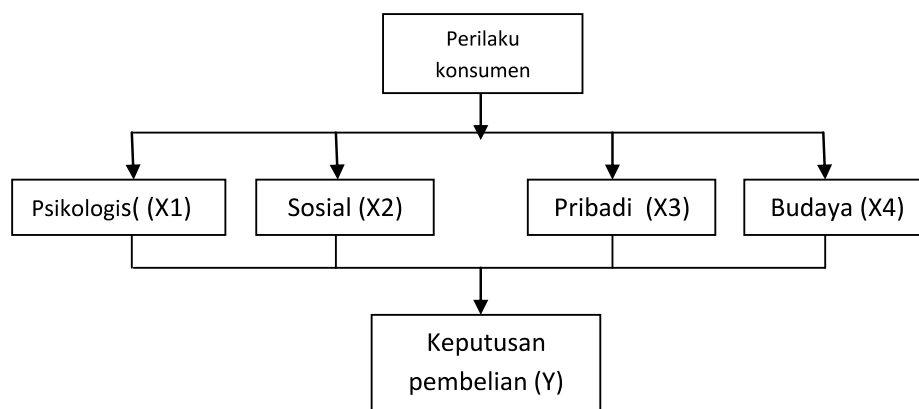 Perilaku
konsumen
Psikologis( (X1)
Sosial (X2)
Pribadi  (X3)
Budaya (X4)
Keputusan
pembelian (Y)